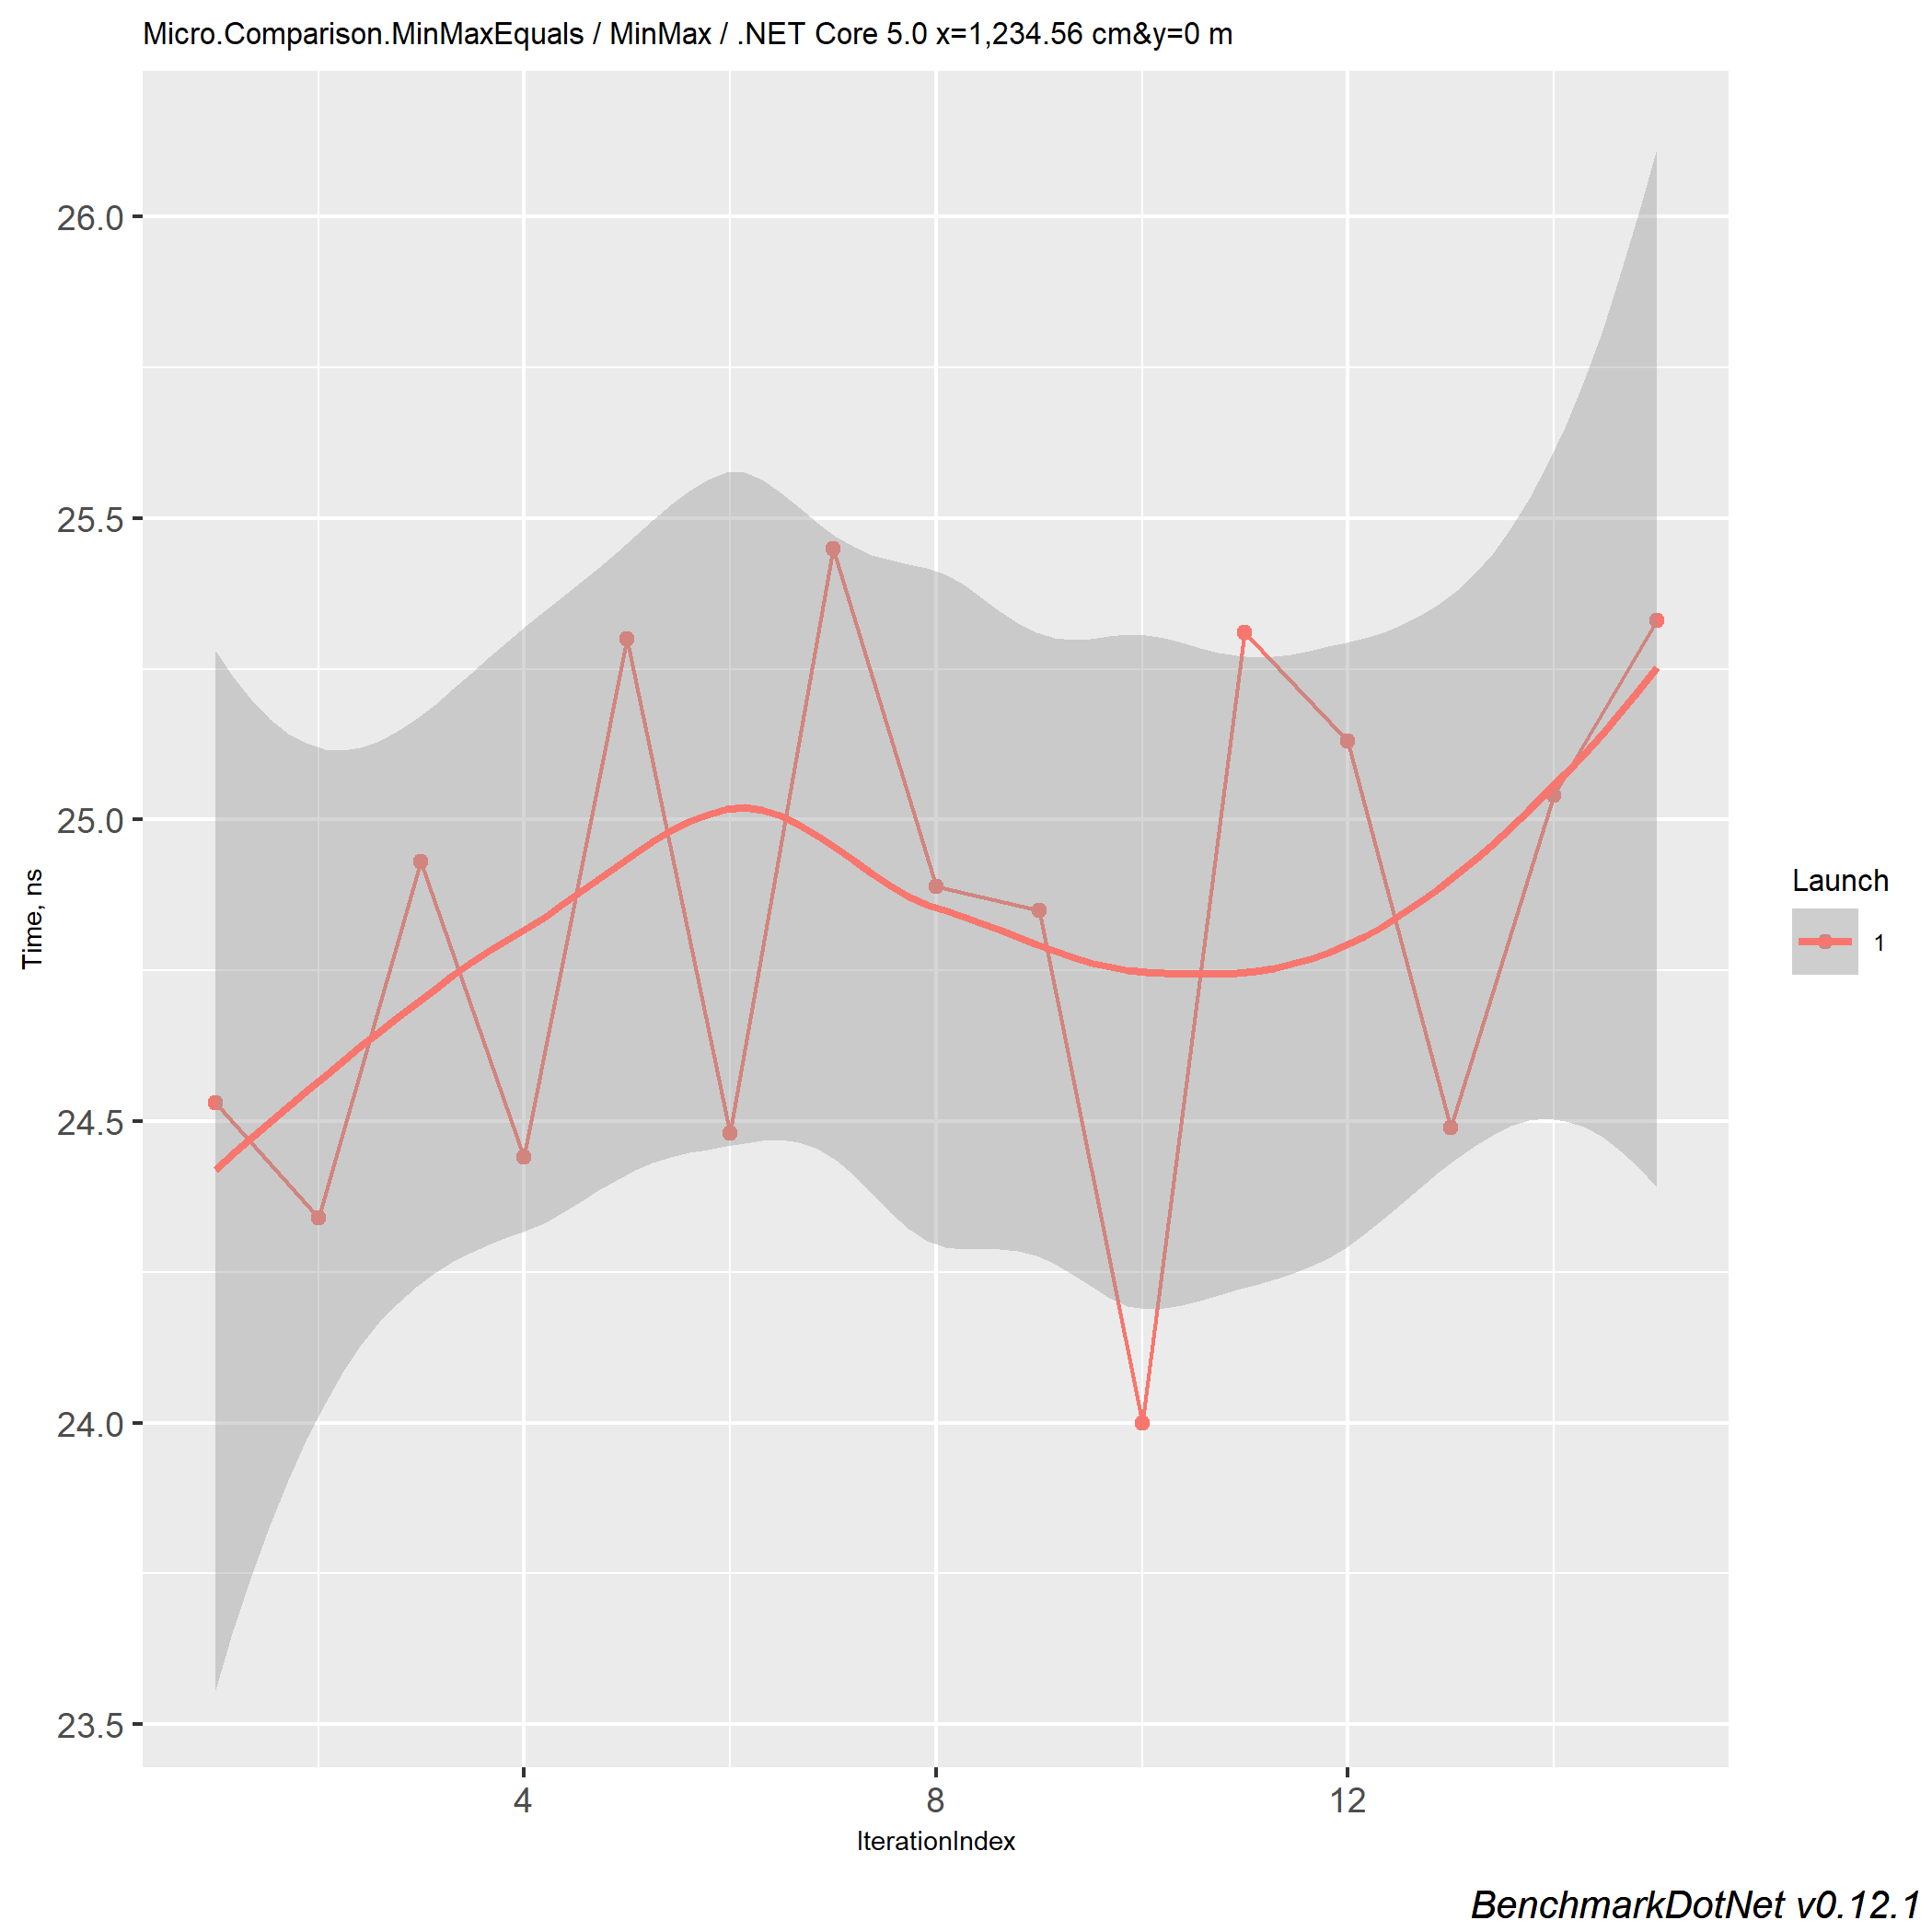 Micro.Comparison.MinMaxEquals / MinMax / .NET Core 5.0 x=1,234.56 cm&y=0 m
26.0
25.5
25.0
24.5
24.0
23.5
Time, ns
4 8 12
IterationIndex
Launch
1
BenchmarkDotNet v0.12.1